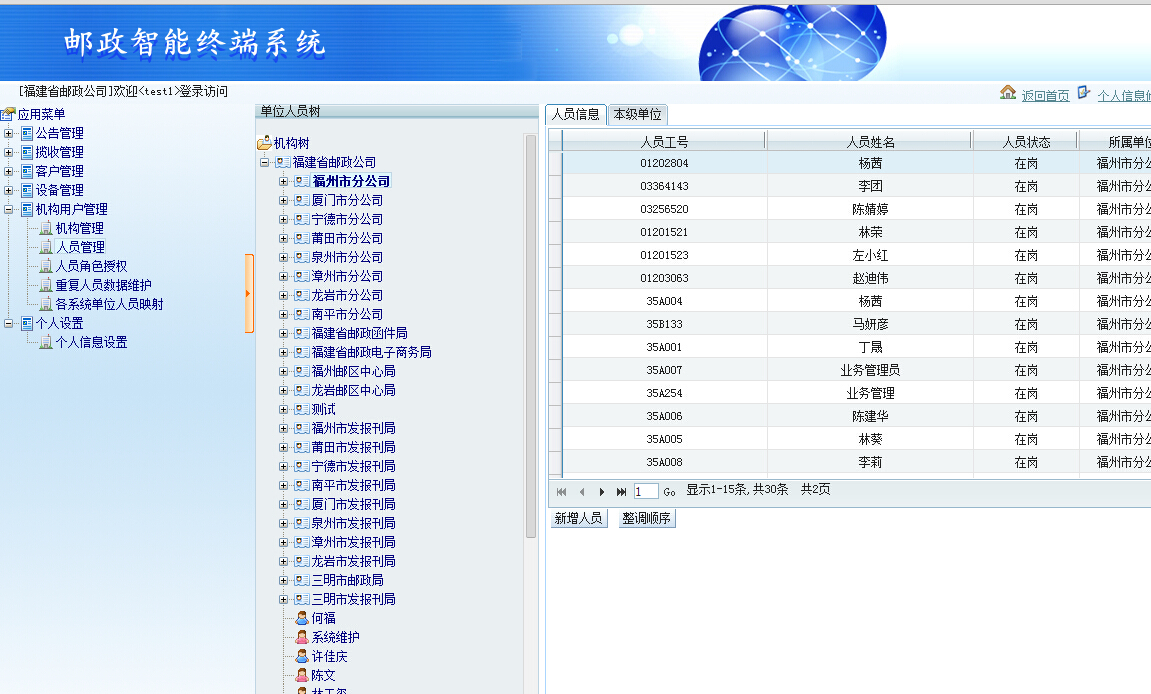 邮政智能终端系统
[福建省邮政公司]欢迎<test1>登录访问
返回首页 个人信息
应用菜单
公告管理
揽收管理
客户管理
设备管理
机构用户管理
机构管理
人员管理
人员角色授权
重复人员数据维护
各系统单位人员映射
个人设置
个人信息设置
单位人员树
机构树
福建省邮政公司
福州市分公司
厦门市分公司
宁德市分公司
莆田市分公司
泉州市分公司
漳州市分公司
龙岩市分公司
南平市分公司
福建省邮政函件局
福建省邮政电子商务局
福州邮区中心局
龙岩邮区中心局
测试
福州市发报刊局
莆田市发报刊局
宁德市发报刊局
南平市发报刊局
厦门市发报刊局
泉州市发报刊局
漳州市发报刊局
龙岩市发报刊局
三明市邮政局
三明市发报刊局
何福
系统维护
许佳庆
陈文
人员信息 本级单位
人员工号 人员姓名 人员状态 所属单位
01202804 杨茜 在岗 福州市分公
03364143 李团 在岗 福州市分公
03256520 陈婧婷 在岗 福州市分公
01201521 林荣 在岗 福州市分公
01201523 左小红 在岗 福州市分公
01203063 赵迪伟 在岗 福州市分公
35A004 杨茜 在岗 福州市分公
35B133 马妍彦 在岗 福州市分公
35A001 丁晟 在岗 福州市分公
35A007 业务管理员 在岗 福州市分公
35A254 业务管理 在岗 福州市分公
35A006 陈建华 在岗 福州市分公
35A005 林葵 在岗 福州市分公
35A008 李莉 在岗 福州市分公
1 Go 显示1-15条,共30条 共2页
新增人员 整调顺序